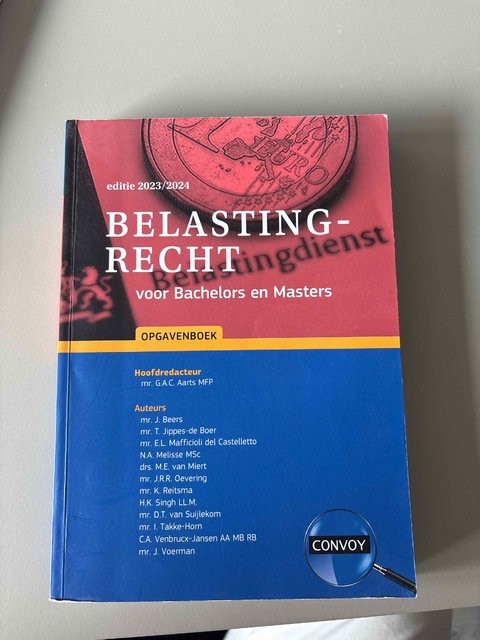 editie 2023/2024
BELASTING-
RECHT
Belastingdienst
voor Bachelors en Masters
OPGAVENBOEK
Hoofdredacteur
mr. G.A.C. Aarts MFP
Auteurs
mr. J. Beers
mr. T. Jippes-de Boer
mr. E.L. Mafficioli del Castelletto
N.A. Melisse MSc
drs. M.E. van Miert
mr. J.R.R. Oevering
mr. K. Reitsma
H.K. Singh LL.M.
mr. D.T. van Suijlekom
mr. I. Takke-Horn
C.A. Venbrucx-Jansen AA MB RB
mr. J. Voerman
CONVOY
EURO